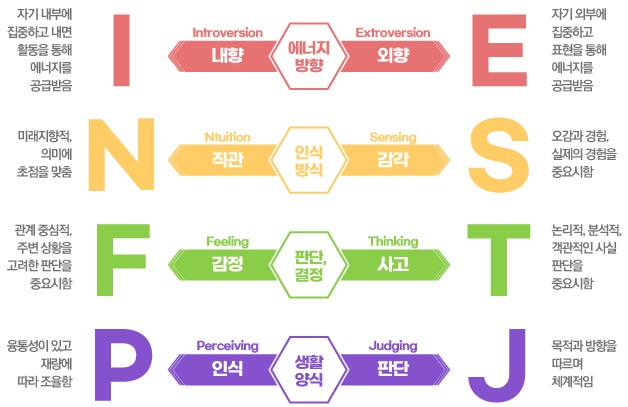 자기 내부에
집중하고 내면
활동을 통해
에너지를
공급받음
I
Introversion
내향
에너지
방향
Extroversion
외향
E
자기 외부에
집중하고
표현을 통해
에너지를
공급받음
미래지향적,
의미에
초점을 맞춤
N
Ntuition
직관
인식
방식
Sensing
감각
S
오감과 경험,
실제의 경험을
중요시함
관계 중심적,
주변 상황을
고려한 판단을
중요시함
F
Feeling
감정
판단,
결정
Thinking
사고
T
논리적, 분석적,
객관적인 사실
판단을
중요시함
융통성이 있고
재량에
따라 조율함
P
Perceiving
인식
생활
양식
Judging
판단
J
목적과 방향을
따르며
체계적임